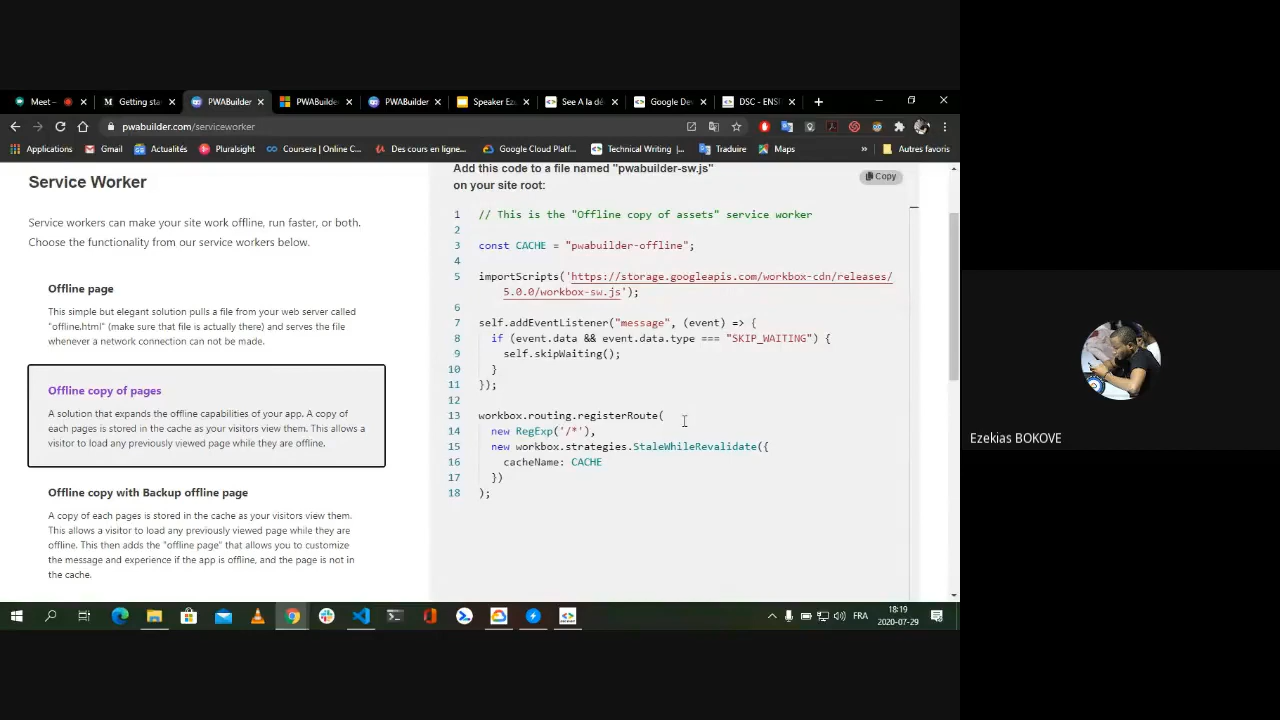 Meet –
Getting sta
PWABuilder
PWABuilde
PWABuilder
Speaker Eze
See A la dé
Google De
DSC - ENS
pwabuilder.com/serviceworker
Applications
Gmail
Actualités
Pluralsight
Coursera | Online C...
Des cours en ligne...
Google Cloud Platf...
Technical Writing |...
Traduire
Maps
»
Autres favoris
Service Worker
Service workers can make your site work offline, run faster, or both.
Choose the functionality from our service workers below.
Offline page
This simple but elegant solution pulls a file from your web server called
"offline.html" (make sure that file is actually there) and serves the file
whenever a network connection can not be made.
Offline copy of pages
A solution that expands the offline capabilities of your app. A copy of
each pages is stored in the cache as your visitors view them. This allows a
visitor to load any previously viewed page while they are offline.
Offline copy with Backup offline page
A copy of each pages is stored in the cache as your visitors view them.
This allows a visitor to load any previously viewed page while they are
offline. This then adds the "offline page" that allows you to customize
the message and experience if the app is offline, and the page is not in
the cache.
Add this code to a file named "pwabuilder-sw.js"
on your site root:
Copy
1 // This is the "Offline copy of assets" service worker
2
3 const CACHE = "pwabuilder-offline";
4
5 importScripts('https://storage.googleapis.com/workbox-cdn/releases/
5.0.0/workbox-sw.js');
6
7 self.addEventListener("message", (event) => {
8 if (event.data && event.data.type === "SKIP_WAITING") {
9 self.skipWaiting();
10 }
11 });
12
13 workbox.routing.registerRoute(
14 new RegExp('/*'),
15 new workbox.strategies.StaleWhileRevalidate({
16 cacheName: CACHE
17 })
18 );
Ezekias BOKOVE
FRA
18:19
2020-07-29